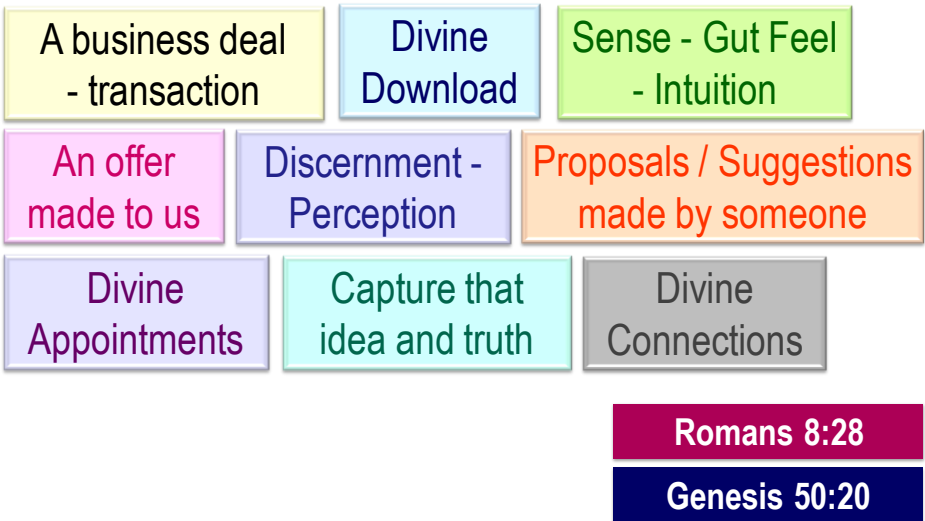 A business deal
- transaction
Divine
Download
Sense - Gut Feel
- Intuition
An offer
made to us
Discernment -
Perception
Proposals / Suggestions
made by someone
Divine
Appointments
Capture that
idea and truth
Divine
Connections
Romans 8:28
Genesis 50:20